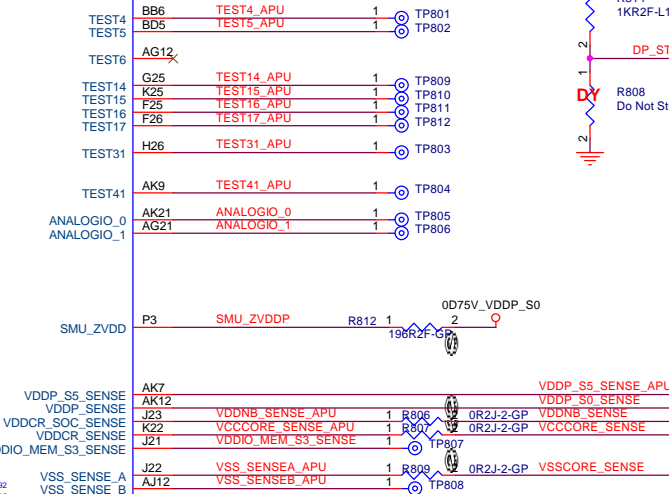 TEST4 BB6 TEST4_APU 1 TP801
TEST5 BD5 TEST5_APU 1 TP802
TEST6 AG12
TEST14 G25 TEST14_APU 1 TP809
TEST15 K25 TEST15_APU 1 TP810
TEST16 F25 TEST16_APU 1 TP811
TEST17 F26 TEST17_APU 1 TP812
TEST31 H26 TEST31_APU 1 TP803
TEST41 AK9 TEST41_APU 1 TP804
ANALOGIO_0 AK21 ANALOGIO_0 1 TP805
ANALOGIO_1 AG21 ANALOGIO_1 1 TP806
1KR2F-L1
2
DP_ST
1
DY
R808
Do Not St
2
0D75V_VDDP_S0
SMU_ZVDD P3 SMU_ZVDDP R812 1 2
196R2F-GP
VDDP_S5_SENSE AK7 VDDP_S5_SENSE_APU
VDDP_SENSE AK12 VDDP_S0_SENSE
VDDCR_SOC_SENSE J23 VDDNB_SENSE_APU 1 R806 2 0R2J-2-GP VDDNB_SENSE
VDDCR_SENSE K22 VCCCORE_SENSE_APU 1 R807 2 0R2J-2-GP VCCCORE_SENSE
DIO_MEM_S3_SENSE J21 VDDIO_MEM_S3_SENSE 1 TP807
VSS_SENSE_A J22 VSS_SENSEA_APU 1 R809 2 0R2J-2-GP VSSCORE_SENSE
VSS_SENSE_B AJ12 VSS_SENSEB_APU 1 TP808
92